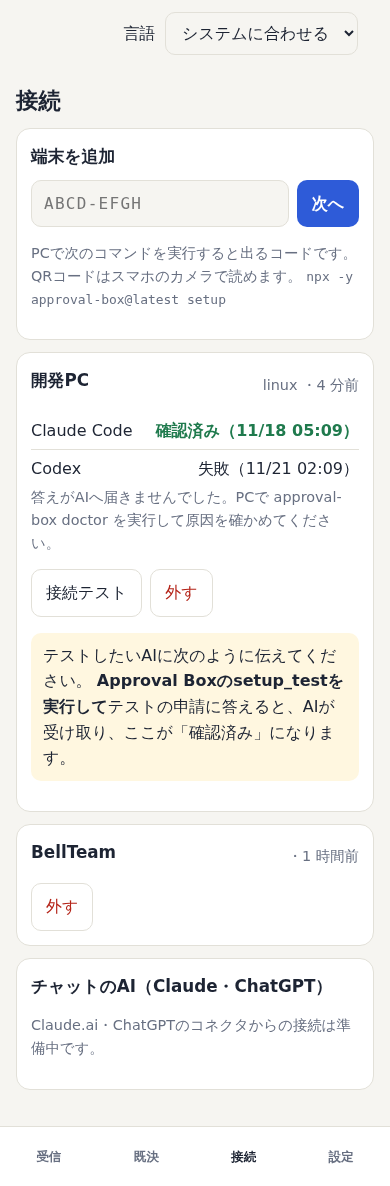 言語 システムに合わせる
接続
端末を追加
ABCD-EFGH 次へ
PCで次のコマンドを実行すると出るコードです。
QRコードはスマホのカメラで読めます。 npx -y
approval-box@latest setup
開発PC linux ・4 分前
Claude Code 確認済み（11/18 05:09）
Codex 失敗（11/21 02:09）
答えがAIへ届きませんでした。PCで approval-
box doctor を実行して原因を確かめてくださ
い。
接続テスト 外す
テストしたいAIに次のように伝えてくだ
さい。 Approval Boxのsetup_testを
実行してテストの申請に答えると、AIが
受け取り、ここが「確認済み」になりま
す。
BellTeam ・1 時間前
外す
チャットのAI（Claude・ChatGPT）
Claude.ai・ChatGPTのコネクタからの接続は準
備中です。
受信 既決 接続 設定